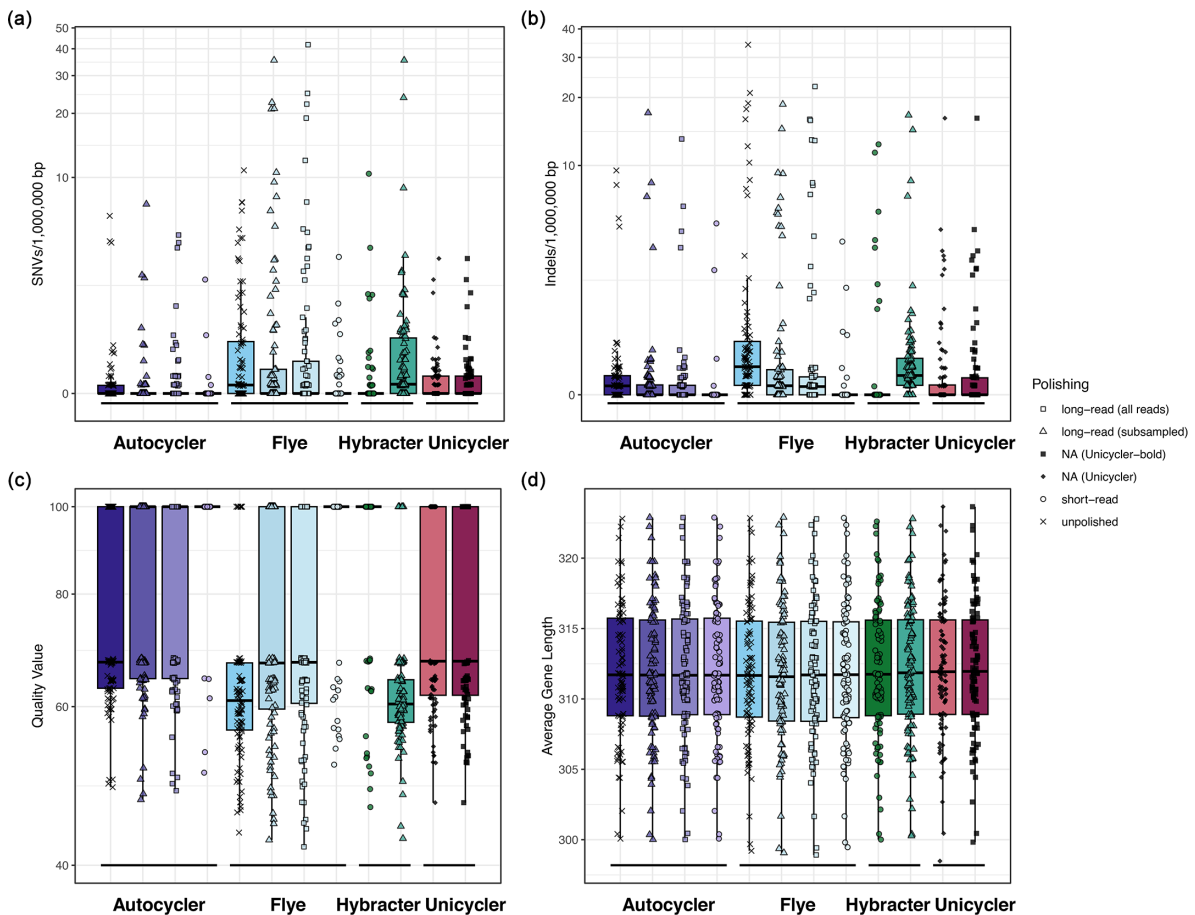 (a)
50
40
30
20
10
0
SNVs/1,000,000 bp
Autocycler Flye Hybracter Unicycler
(b)
40
30
20
10
0
Indels/1,000,000 bp
Autocycler Flye Hybracter Unicycler
(c)
100
80
60
40
Quality Value
Autocycler Flye Hybracter Unicycler
(d)
320
315
310
305
300
Average Gene Length
Autocycler Flye Hybracter Unicycler
Polishing
long-read (all reads)
long-read (subsampled)
NA (Unicycler-bold)
NA (Unicycler)
short-read
unpolished